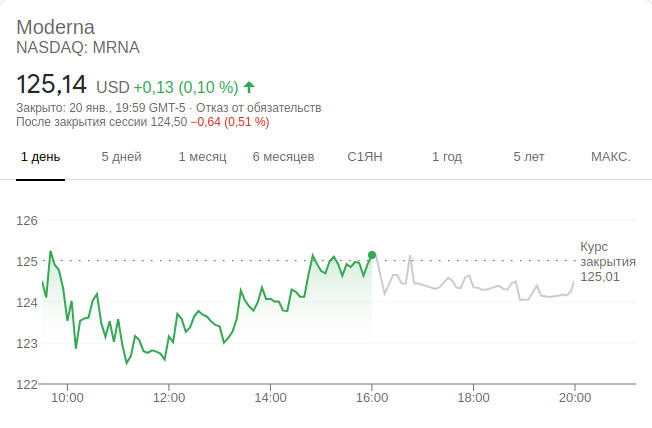 Moderna
NASDAQ: MRNA
125,14 USD +0,13 (0,10 %)
Закрыто: 20 янв., 19:59 GMT-5 · Отказ от обязательств
После закрытия сессии 124,50 −0,64 (0,51 %)
1 день 5 дней 1 месяц 6 месяцев С1ЯН 1 год 5 лет МАКС.
126
125
124
123
122
Курс
закрытия
125,01
10:00 12:00 14:00 16:00 18:00 20:00